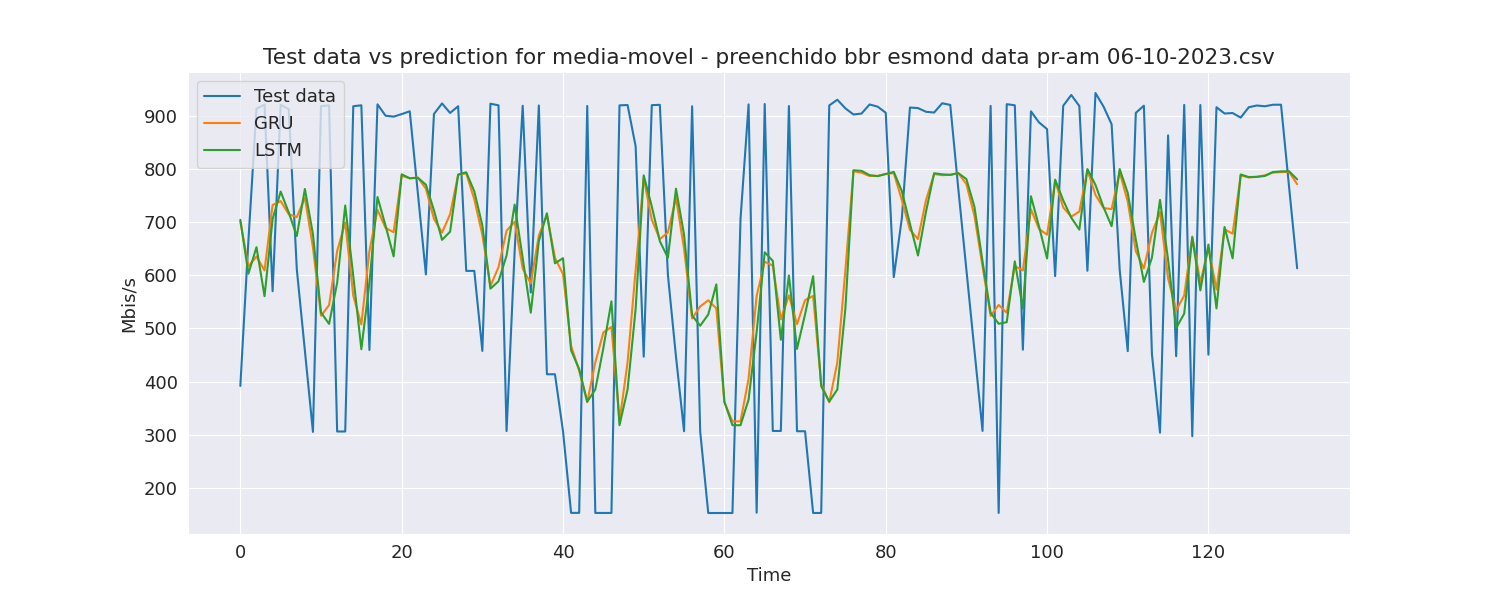 Test data vs prediction for media-movel - preenchido bbr esmond data pr-am 06-10-2023.csv
Test data
GRU
LSTM
Mbis/s
900
800
700
600
500
400
300
200
0 20 40 60 80 100 120
Time